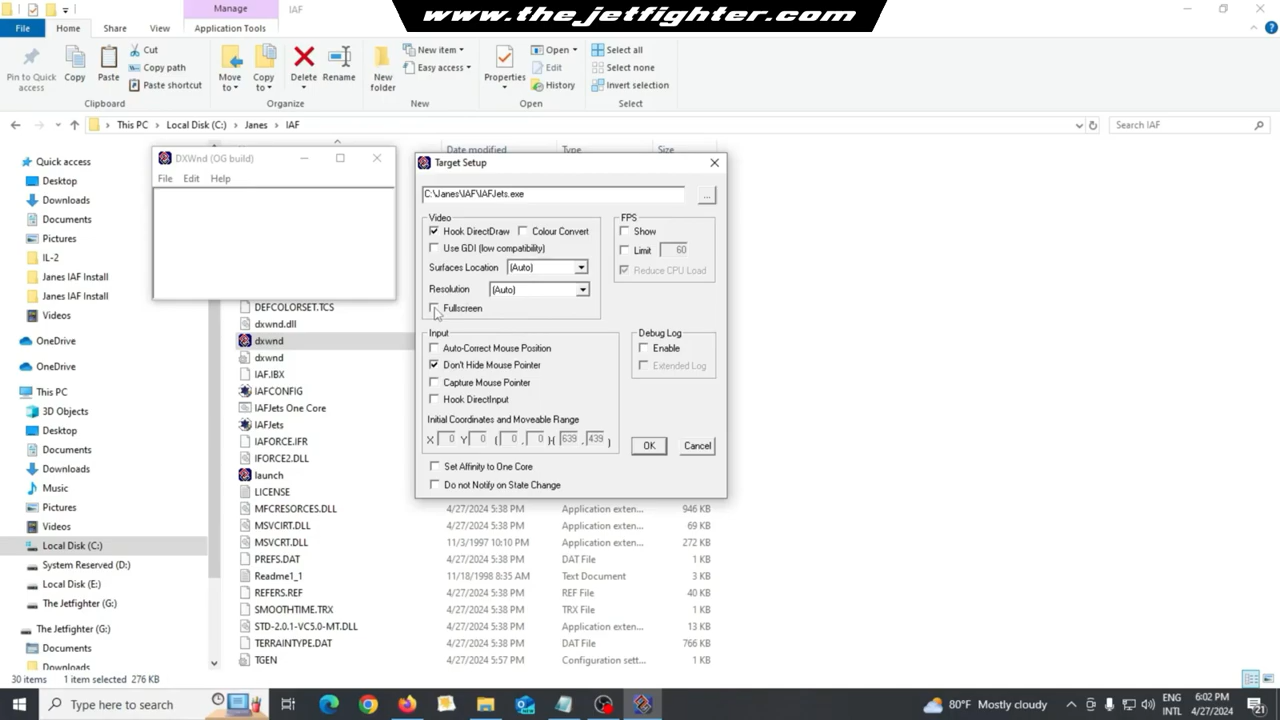 www.thejetfighter.com
Manage
IAF
File
Home
Share
View
Application Tools
Pin to Quick access
Copy
Paste
Cut
Copy path
Paste shortcut
Clipboard
Move to
Copy to
Delete
Rename
Organize
New folder
New item
Easy access
New
Properties
Open
Edit
History
Open
Select all
Select none
Invert selection
Select
This PC
Local Disk (C:)
Janes
IAF
Search IAF
Date modified
Type
Size
Quick access
Desktop
Downloads
Documents
Pictures
IL-2
Janes IAF Install
Janes IAF Install
Videos
OneDrive
OneDrive
This PC
3D Objects
Desktop
Documents
Downloads
Music
Pictures
Videos
Local Disk (C:)
System Reserved (D:)
Local Disk (E:)
The Jetfighter (G:)
The Jetfighter (G:)
Documents
Downloads
DXWnd (OG build)
File Edit Help
DEFCOLORSET.TCS
dxwnd.dll
dxwnd
dxwnd
IAF.IBX
IAFCONFIG
IAFJets One Core
IAFJets
IAFORCE.IFR
IFORCE2.DLL
launch
LICENSE
MFCRESORCES.DLL 4/27/2024 5:38 PM Application exten... 946 KB
MSVCIRT.DLL 4/27/2024 5:38 PM Application exten... 69 KB
MSVCRT.DLL 11/3/1997 10:10 PM Application exten... 272 KB
PREFS.DAT 4/27/2024 5:38 PM DAT File 1 KB
Readme1_1 11/18/1998 8:35 AM Text Document 3 KB
REFERS.REF 4/27/2024 5:38 PM REF File 40 KB
SMOOTHTIME.TRX 4/27/2024 5:38 PM TRX File 1 KB
STD-2.0.1-VC5.0-MT.DLL 4/27/2024 5:38 PM Application exten... 13 KB
TERRAINTYPE.DAT 4/27/2024 5:38 PM DAT File 766 KB
TGEN 4/27/2024 5:57 PM Configuration sett... 1 KB
Target Setup
C:\Janes\IAF\IAFJets.exe
...
Video
Hook DirectDraw
Colour Convert
Use GDI (low compatibility)
Surfaces Location (Auto)
Resolution (Auto)
Fullscreen
FPS
Show
Limit 60
Reduce CPU Load
Input
Auto-Correct Mouse Position
Don't Hide Mouse Pointer
Capture Mouse Pointer
Hook DirectInput
Initial Coordinates and Moveable Range
X 0 Y 0 ( 0 , 0 )-( 639 , 439 )
Debug Log
Enable
Extended Log
OK
Cancel
Set Affinity to One Core
Do not Notify on State Change
30 items 1 item selected 276 KB
Type here to search
80°F Mostly cloudy
ENG
INTL
6:02 PM
4/27/2024
21